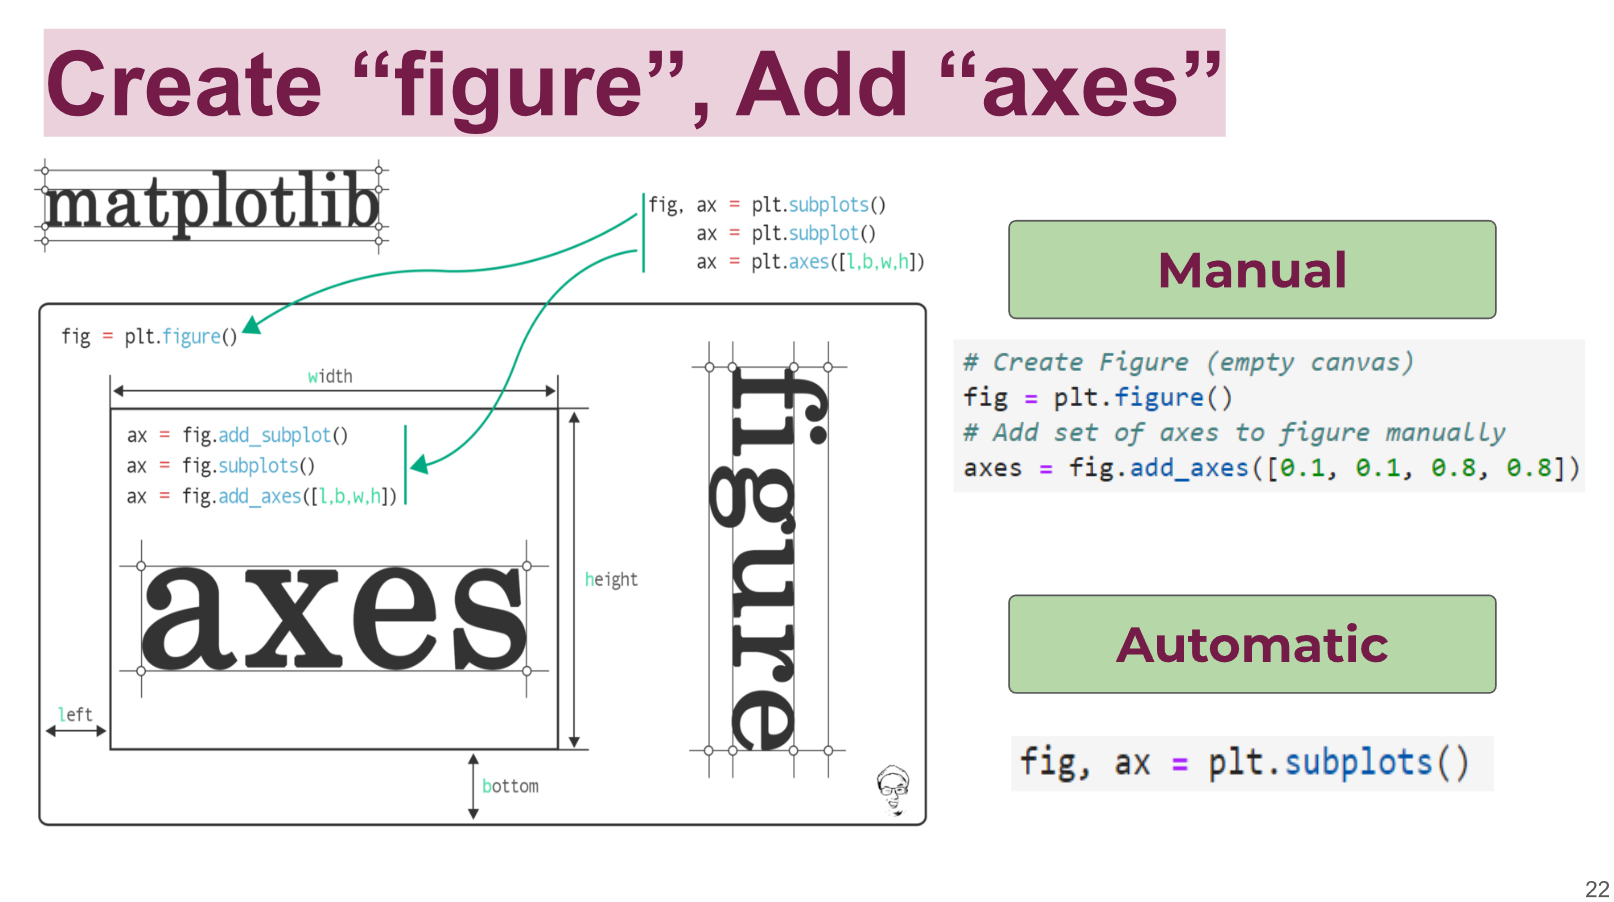 Create “figure”, Add “axes”
matplotlib
fig, ax = plt.subplots()
ax = plt.subplot()
ax = plt.axes([l,b,w,h])
fig = plt.figure()
width
ax = fig.add_subplot()
ax = fig.subplots()
ax = fig.add_axes([l,b,w,h])
axes
height
left
bottom
figure
Manual
# Create Figure (empty canvas)
fig = plt.figure()
# Add set of axes to figure manually
axes = fig.add_axes([0.1, 0.1, 0.8, 0.8])
Automatic
fig, ax = plt.subplots()
22